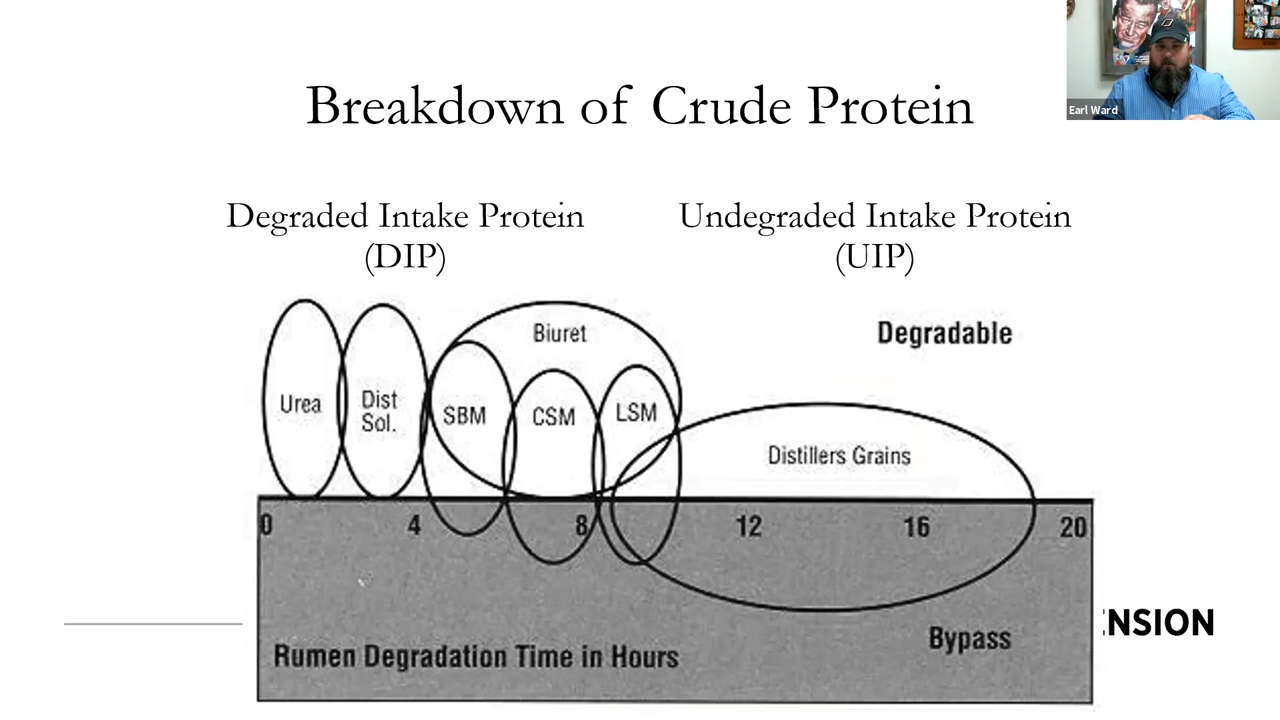 Breakdown of Crude Protein
Earl Ward
Degraded Intake Protein
(DIP)
Undegraded Intake Protein
(UIP)
Biuret
Degradable
Urea
Dist
Sol.
SBM
CSM
LSM
Distillers Grains
0 4 8 12 16 20
Rumen Degradation Time in Hours
Bypass
ENSION